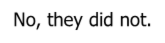 No, they did not.